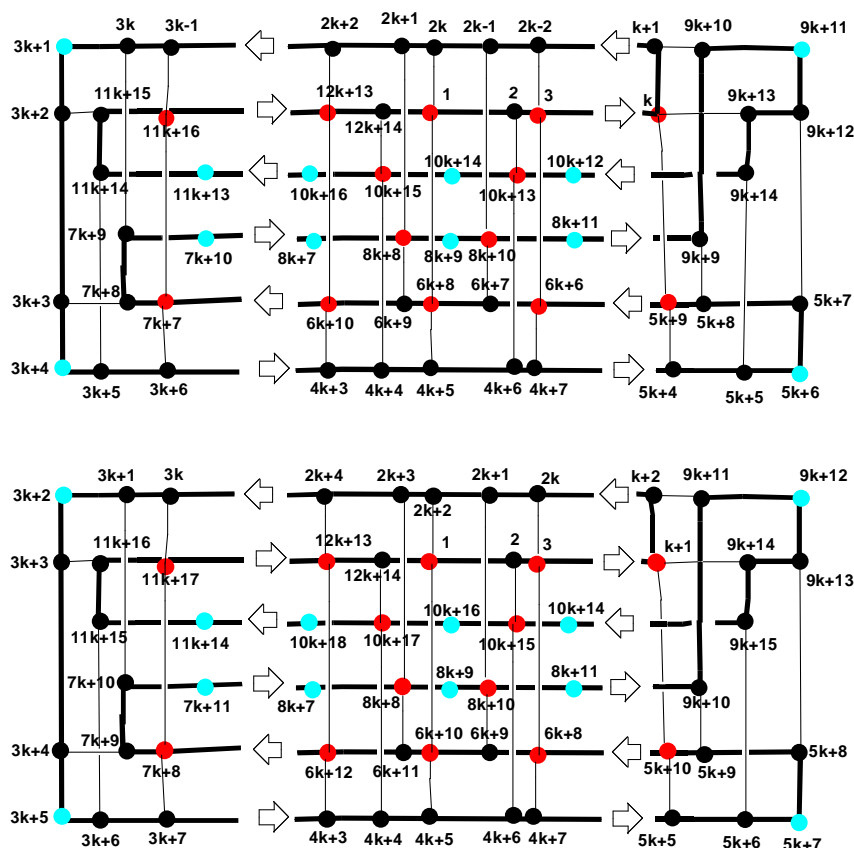 3k+1 3k 3k-1 2k+2 2k+1 2k 2k-1 2k-2 k+1 9k+10 9k+11
3k+2 11k+15 11k+16 12k+13 12k+14 1 2 3 k 9k+13 9k+12
11k+14 11k+13 10k+16 10k+15 10k+14 10k+13 10k+12 9k+14
7k+9 7k+10 8k+7 8k+8 8k+9 8k+10 8k+11 9k+9
3k+3 7k+8 7k+7 6k+10 6k+9 6k+8 6k+7 6k+6 5k+9 5k+8 5k+7
3k+4 3k+5 3k+6 4k+3 4k+4 4k+5 4k+6 4k+7 5k+4 5k+5 5k+6
3k+2 3k+1 3k 2k+4 2k+3 2k+2 2k+1 2k k+2 9k+11 9k+12
3k+3 11k+16 11k+17 12k+13 12k+14 1 2 3 k+1 9k+14 9k+13
11k+15 11k+14 10k+18 10k+17 10k+16 10k+15 10k+14 9k+15
7k+10 7k+11 8k+7 8k+8 8k+9 8k+10 8k+11 9k+10
3k+4 7k+9 7k+8 6k+12 6k+11 6k+10 6k+9 6k+8 5k+10 5k+9 5k+8
3k+5 3k+6 3k+7 4k+3 4k+4 4k+5 4k+6 4k+7 5k+5 5k+6 5k+7